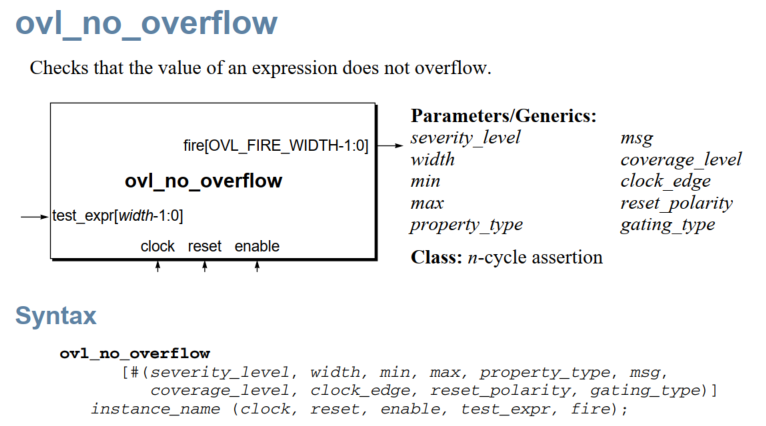 ovl_no_overflow
Checks that the value of an expression does not overflow.
fire[OVL_FIRE_WIDTH-1:0]
ovl_no_overflow
test_expr[width-1:0]
clock reset enable
Parameters/Generics:
severity_level msg
width coverage_level
min clock_edge
max reset_polarity
property_type gating_type
Class: n-cycle assertion
Syntax
ovl_no_overflow
[#(severity_level, width, min, max, property_type, msg,
coverage_level, clock_edge, reset_polarity, gating_type)]
instance_name (clock, reset, enable, test_expr, fire);